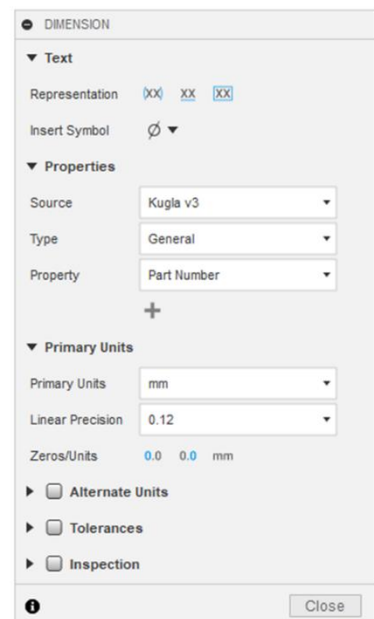 DIMENSION
Text
Representation (XX) XX XX
Insert Symbol Ø
Properties
Source Kugla v3
Type General
Property Part Number
+
Primary Units
Primary Units mm
Linear Precision 0.12
Zeros/Units 0.0 0.0 mm
Alternate Units
Tolerances
Inspection
Close